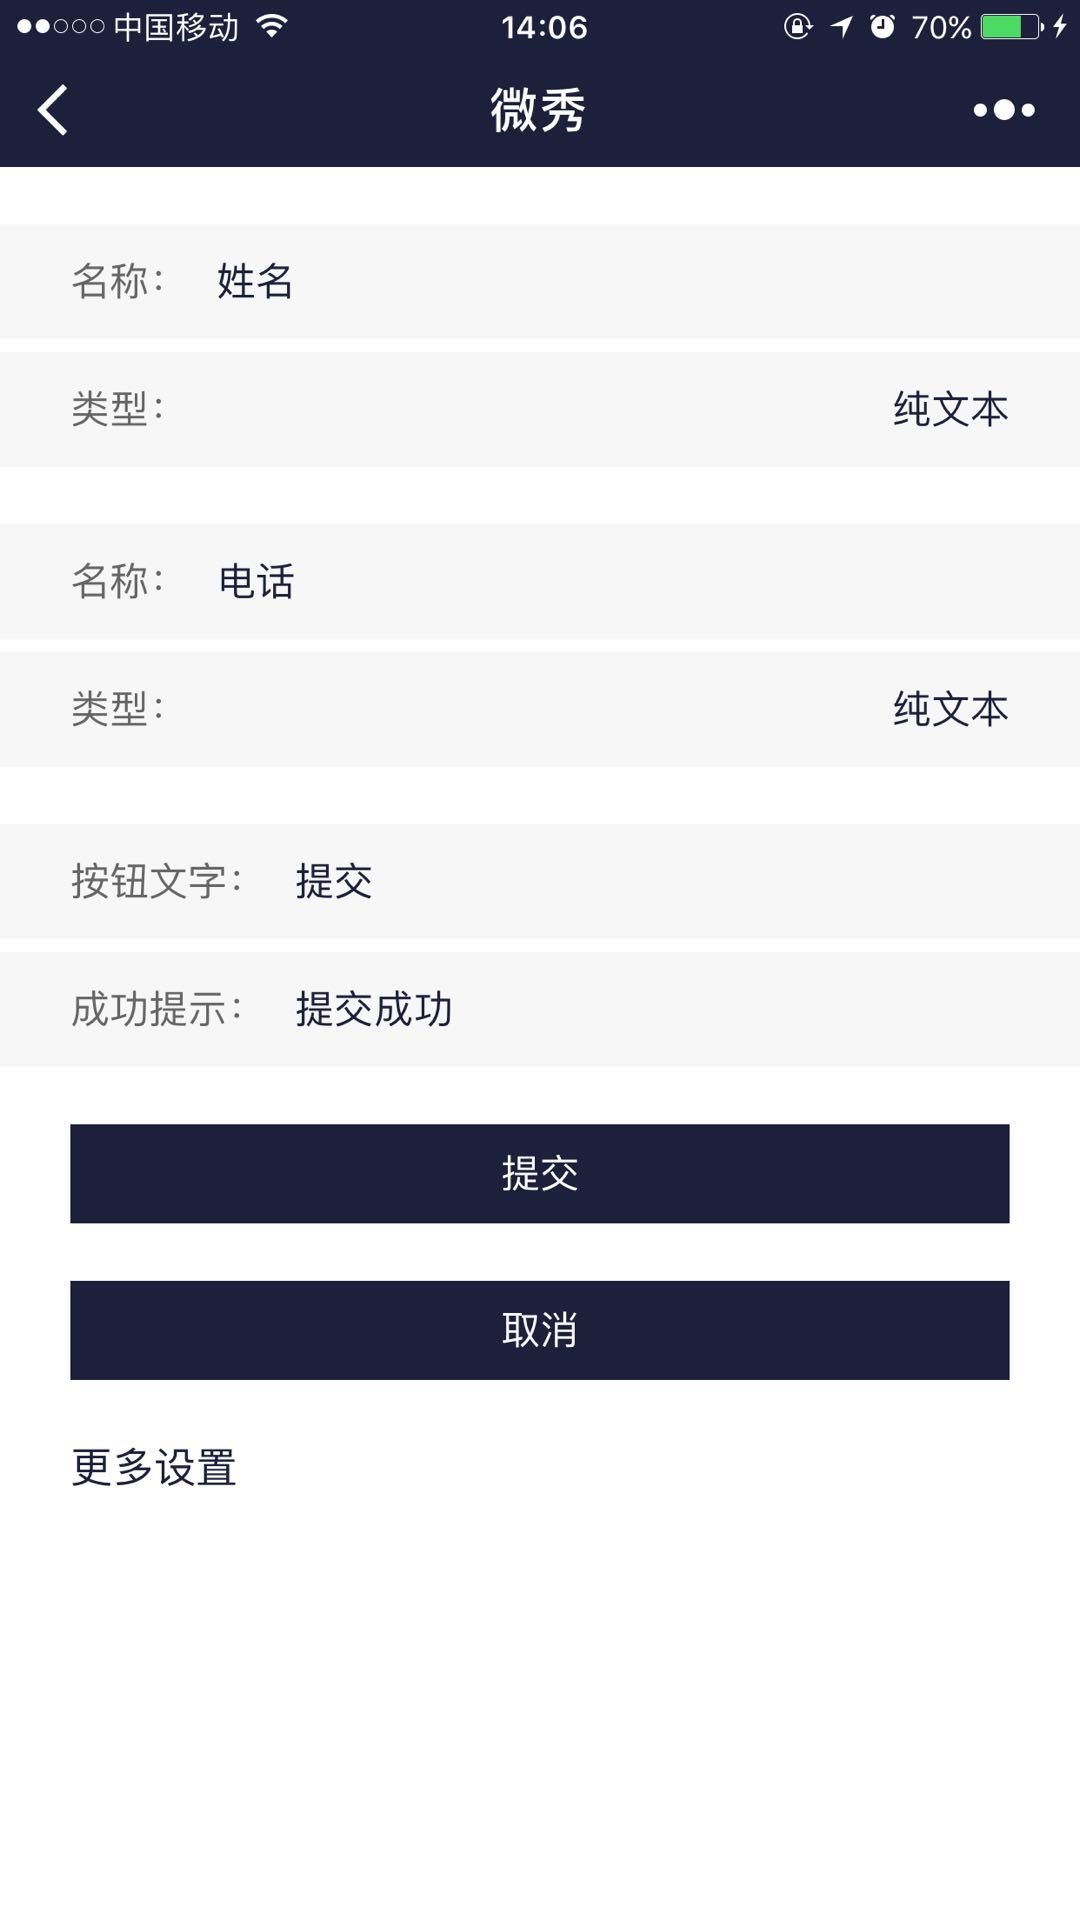 中国移动 14:06 70%
微秀
名称： 姓名
类型： 纯文本
名称： 电话
类型： 纯文本
按钮文字： 提交
成功提示： 提交成功
提交
取消
更多设置